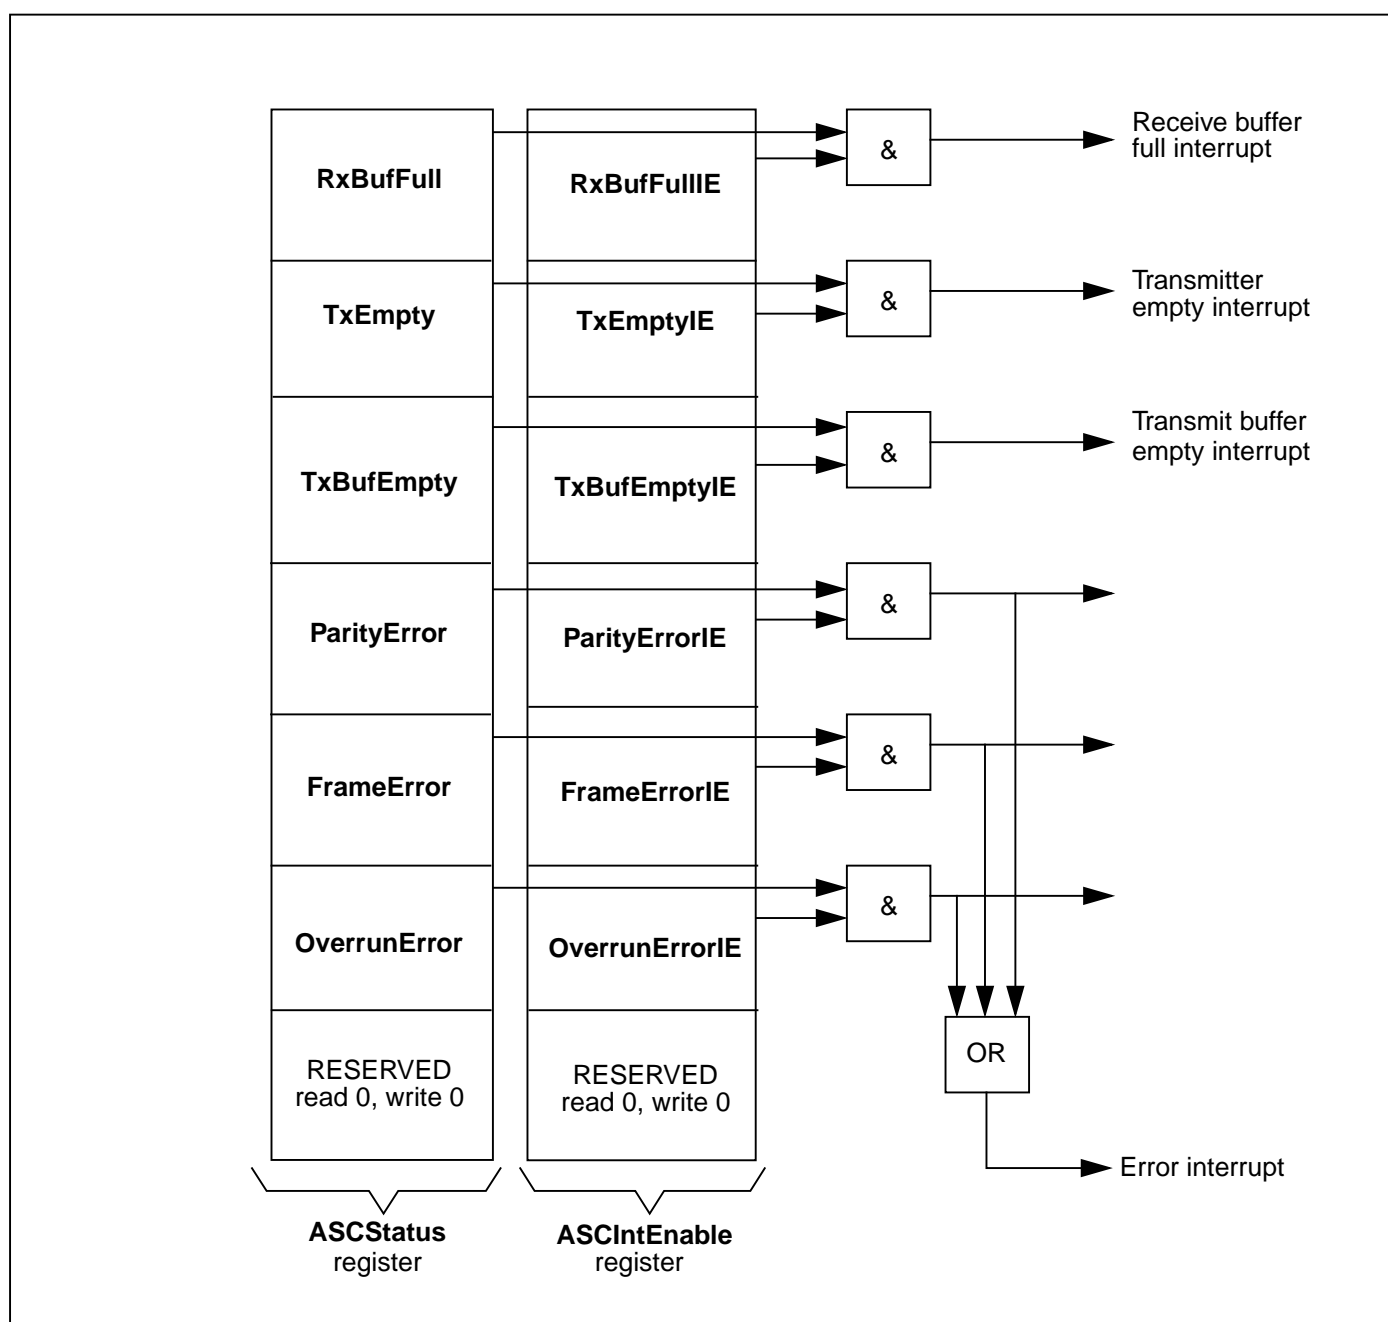 RxBufFull
RxBufFullIE
&
Receive buffer
full interrupt
TxEmpty
TxEmptyIE
&
Transmitter
empty interrupt
TxBufEmpty
TxBufEmptyIE
&
Transmit buffer
empty interrupt
ParityError
ParityErrorIE
&
FrameError
FrameErrorIE
&
OverrunError
OverrunErrorIE
&
OR
RESERVED
read 0, write 0
RESERVED
read 0, write 0
Error interrupt
ASCStatus
register
ASCIntEnable
register